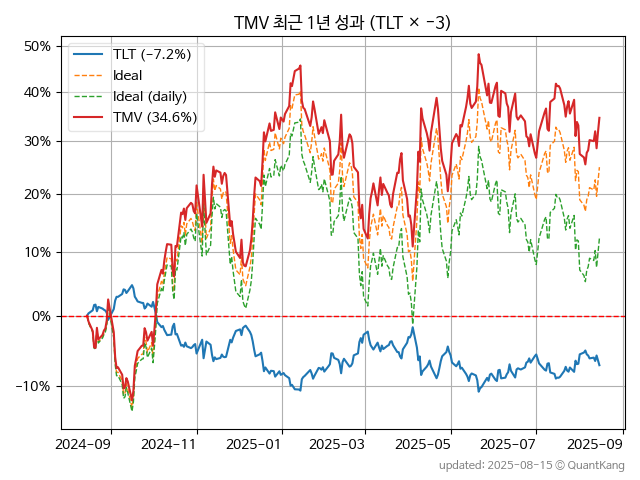 TMV 최근 1년 성과 (TLT × −3)
50%
40%
30%
20%
10%
0%
−10%
TLT (−7.2%)
Ideal
Ideal (daily)
TMV (34.6%)
2024-09
2024-11
2025-01
2025-03
2025-05
2025-07
2025-09
updated: 2025-08-15 © QuantKang